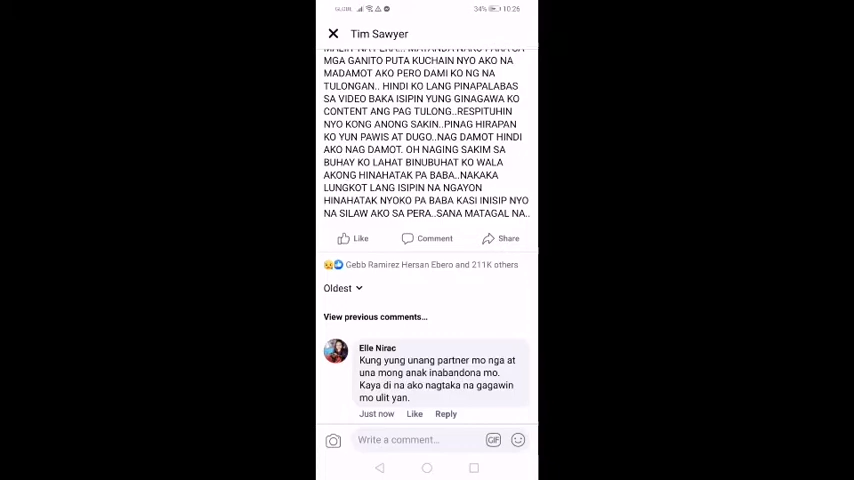 34% 10:26
Tim Sawyer
MGA GANITO PUTA KUCHAIN NYO AKO NA
MADAMOT AKO PERO DAMI KO NG NA
TULONGAN.. HINDI KO LANG PINAPALABAS
SA VIDEO BAKA ISIPIN YUNG GINAGAWA KO
CONTENT ANG PAG TULONG..RESPITUHIN
NYO KONG ANONG SAKIN..PINAG HIRAPAN
KO YUN PAWIS AT DUGO..NAG DAMOT HINDI
AKO NAG DAMOT. OH NAGING SAKIM SA
BUHAY KO LAHAT BINUBUHAT KO WALA
AKONG HINAHATAK PA BABA..NAKAKA
LUNGKOT LANG ISIPIN NA NGAYON
HINAHATAK NYOKO PA BABA KASI INISIP NYO
NA SILAW AKO SA PERA..SANA MATAGAL NA..
Like Comment Share
Gebb Ramirez Hersan Ebero and 211K others
Oldest
View previous comments...
Elle Nirac
Kung yung unang partner mo nga at
una mong anak inabandona mo.
Kaya di na ako nagtaka na gagawin
mo ulit yan.
Just now Like Reply
Write a comment... GIF